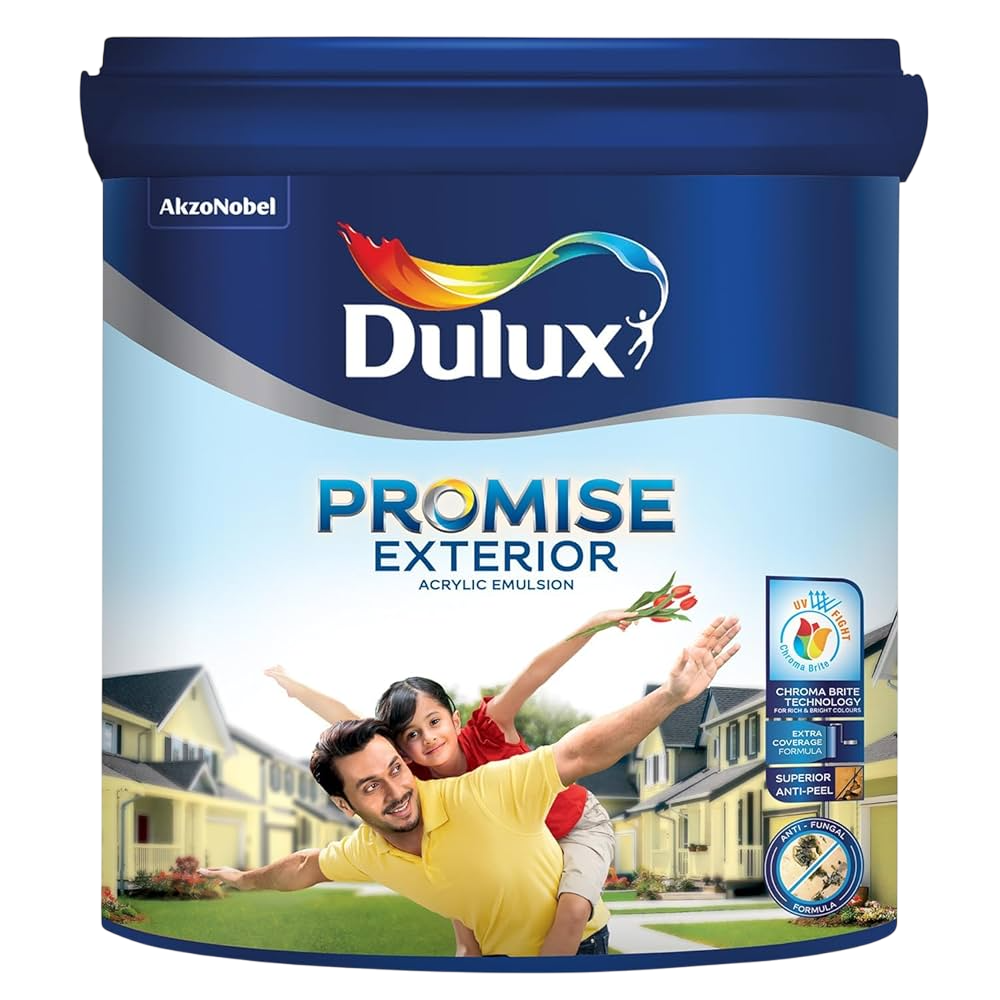 AkzoNobel
Dulux
PROMISE
EXTERIOR
ACRYLIC EMULSION
UV FIGHT
Chroma Brite
CHROMA BRITE
TECHNOLOGY
FOR RICH & BRIGHT COLOURS
EXTRA
COVERAGE
FORMULA
SUPERIOR
ANTI-PEEL
ANTI - FUNGAL
FORMULA